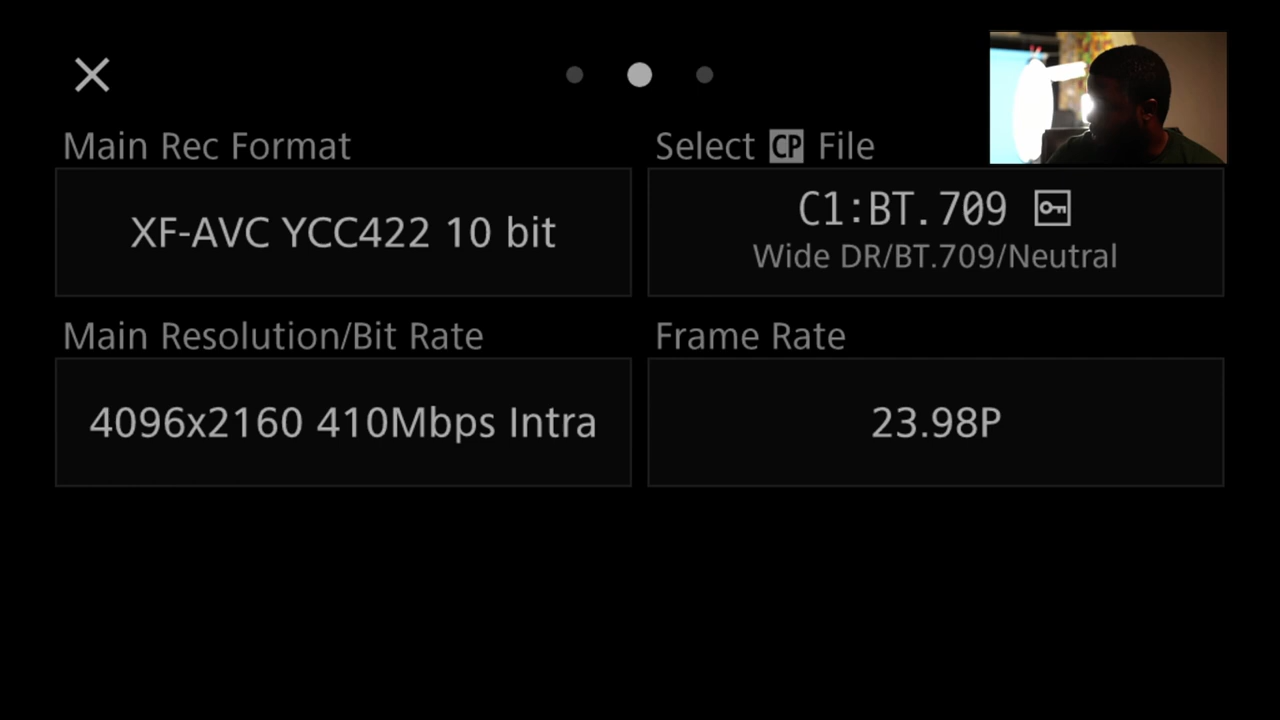 Main Rec Format
XF-AVC YCC422 10 bit
Select CP File
C1:BT.709
Wide DR/BT.709/Neutral
Main Resolution/Bit Rate
4096x2160 410Mbps Intra
Frame Rate
23.98P